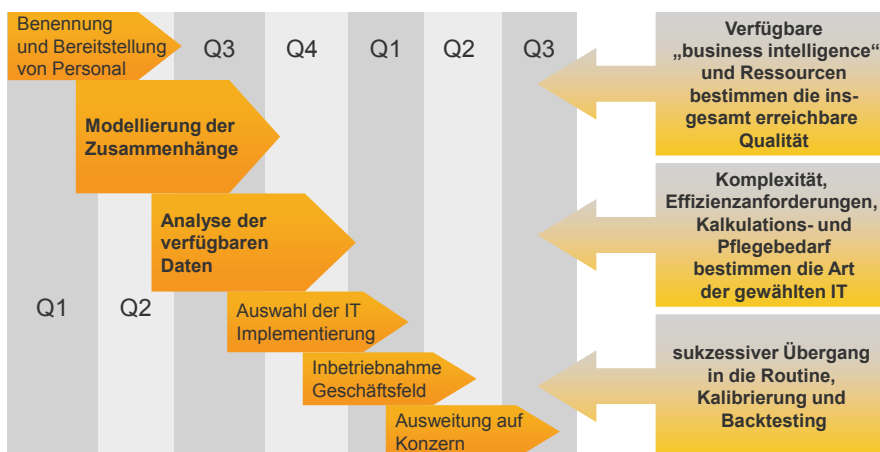 Benennung
und Bereitstellung
von Personal
Q3
Q4
Q1
Q2
Q3
Modellierung der
Zusammenhänge
Analyse der
verfügbaren
Daten
Q1
Q2
Auswahl der IT
Implementierung
Inbetriebnahme
Geschäftsfeld
Ausweitung auf
Konzern
Verfügbare
„business intelligence“
und Ressourcen
bestimmen die ins-
gesamt erreichbare
Qualität
Komplexität,
Effizienzanforderungen,
Kalkulations- und
Pflegebedarf
bestimmen die Art
der gewählten IT
sukzessiver Übergang
in die Routine,
Kalibrierung und
Backtesting